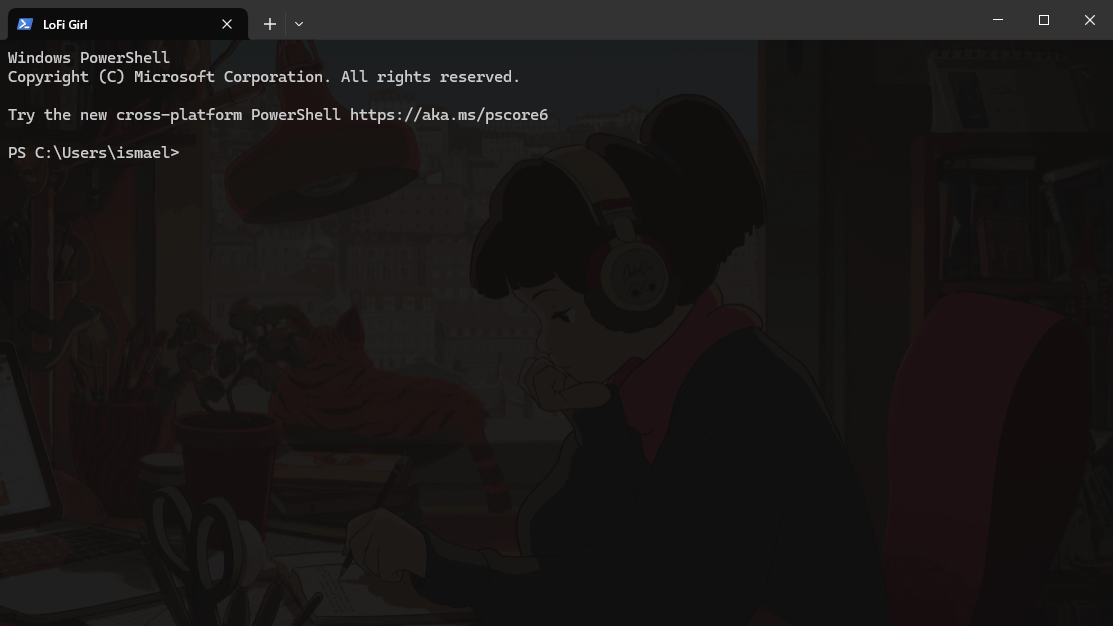 LoFi Girl
Windows PowerShell
Copyright (C) Microsoft Corporation. All rights reserved.
Try the new cross-platform PowerShell https://aka.ms/pscore6
PS C:\Users\ismael>